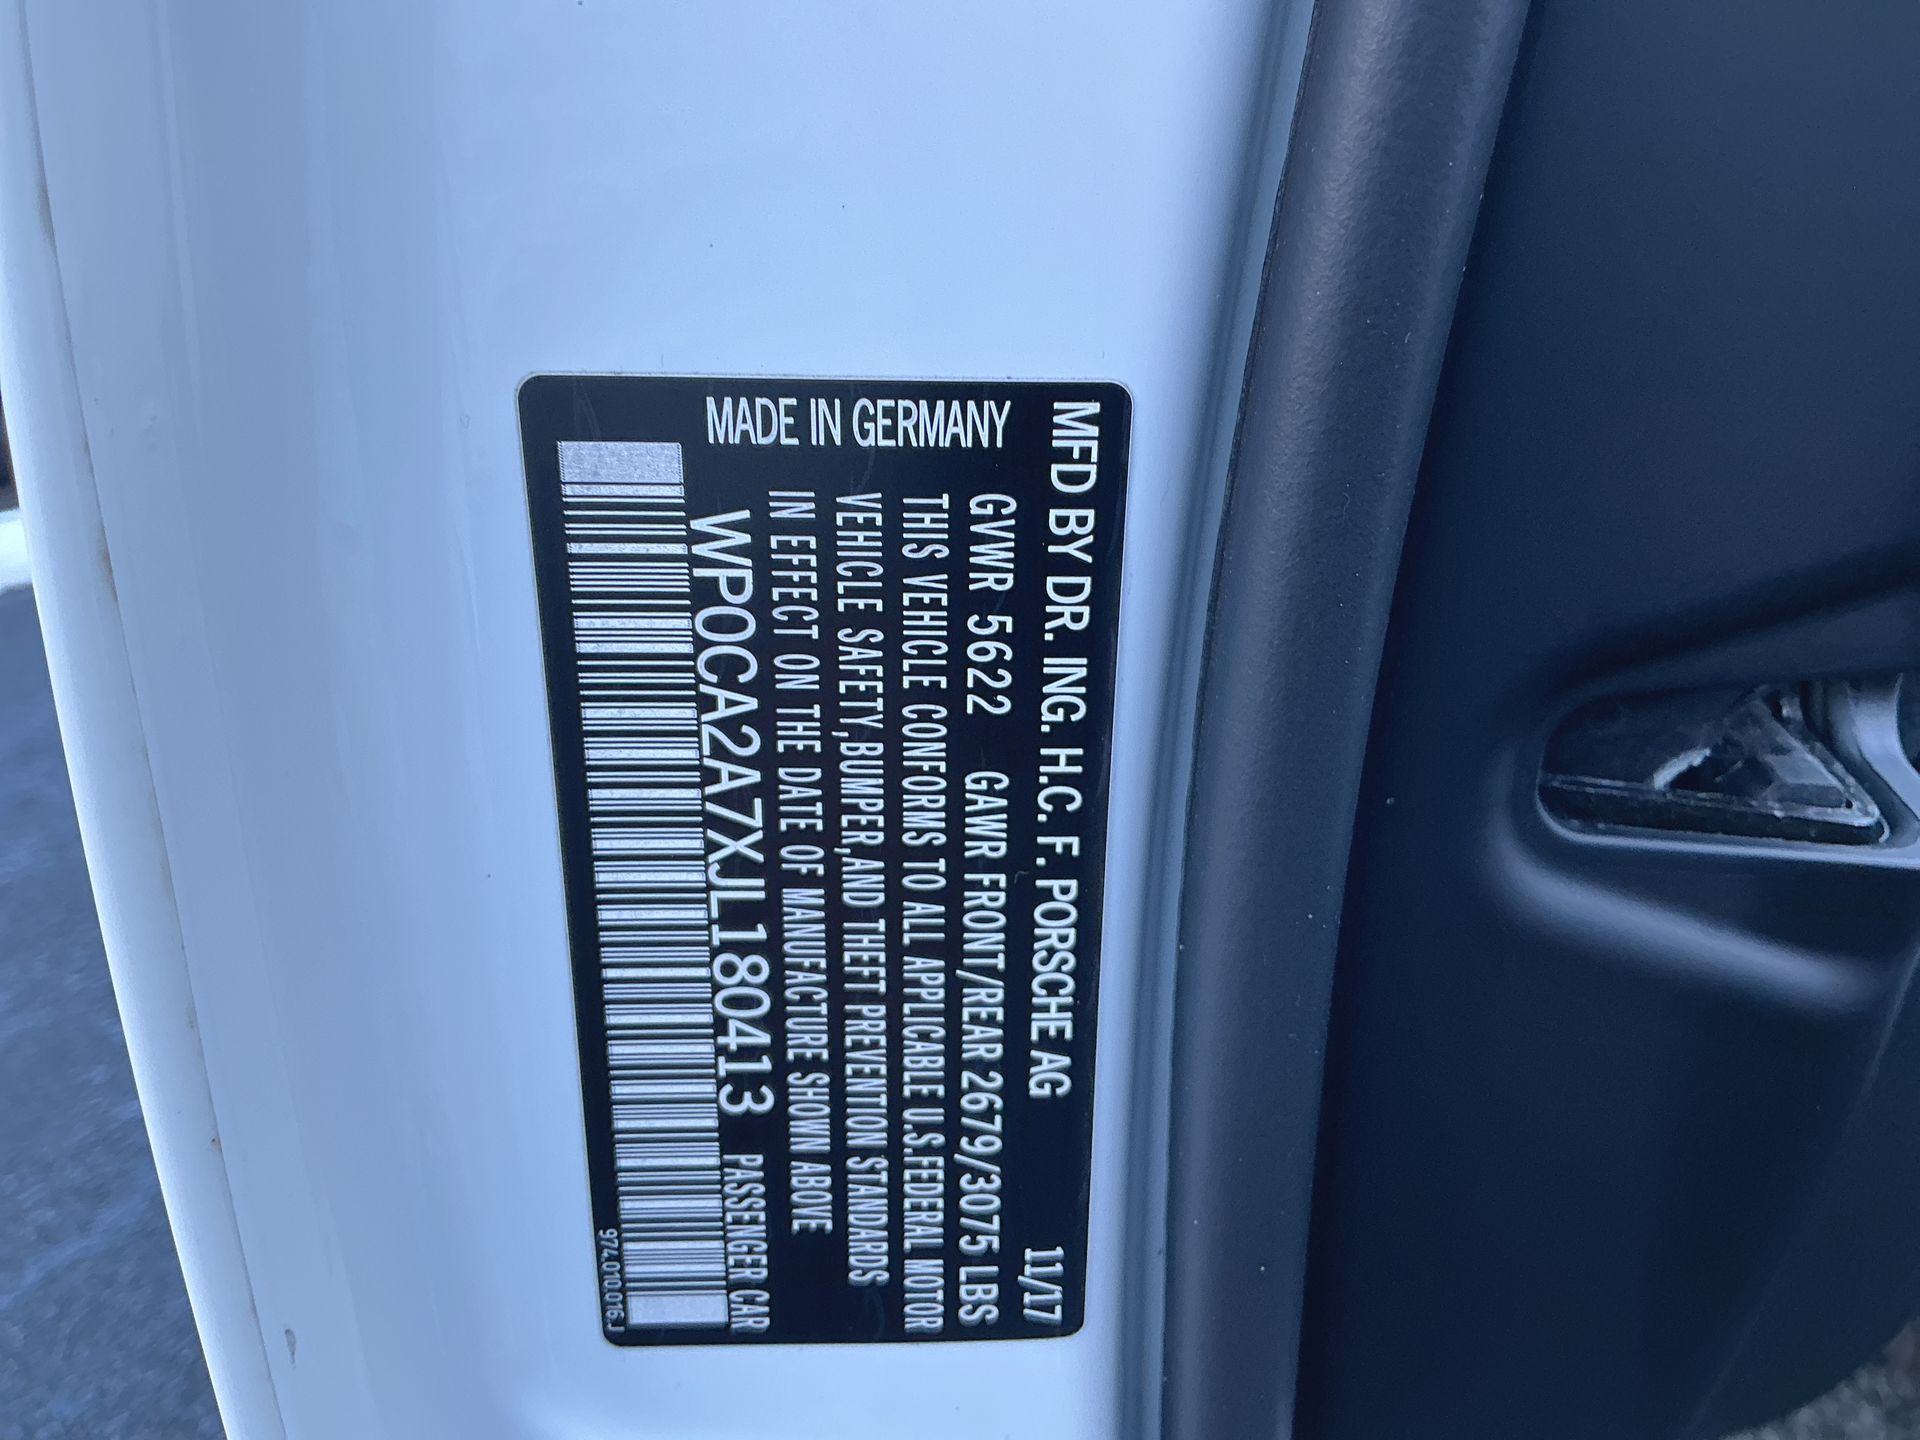 MFD BY DR. ING. H.C. F. PORSCHE AG 11/17
GVWR 5622 GAWR FRONT/REAR 2679/3075 LBS
THIS VEHICLE CONFORMS TO ALL APPLICABLE U.S.FEDERAL MOTOR
VEHICLE SAFETY,BUMPER,AND THEFT PREVENTION STANDARDS
IN EFFECT ON THE DATE OF MANUFACTURE SHOWN ABOVE
MADE IN GERMANY
WP0CA2A7XJL180413 PASSENGER CAR
974.010.016.J